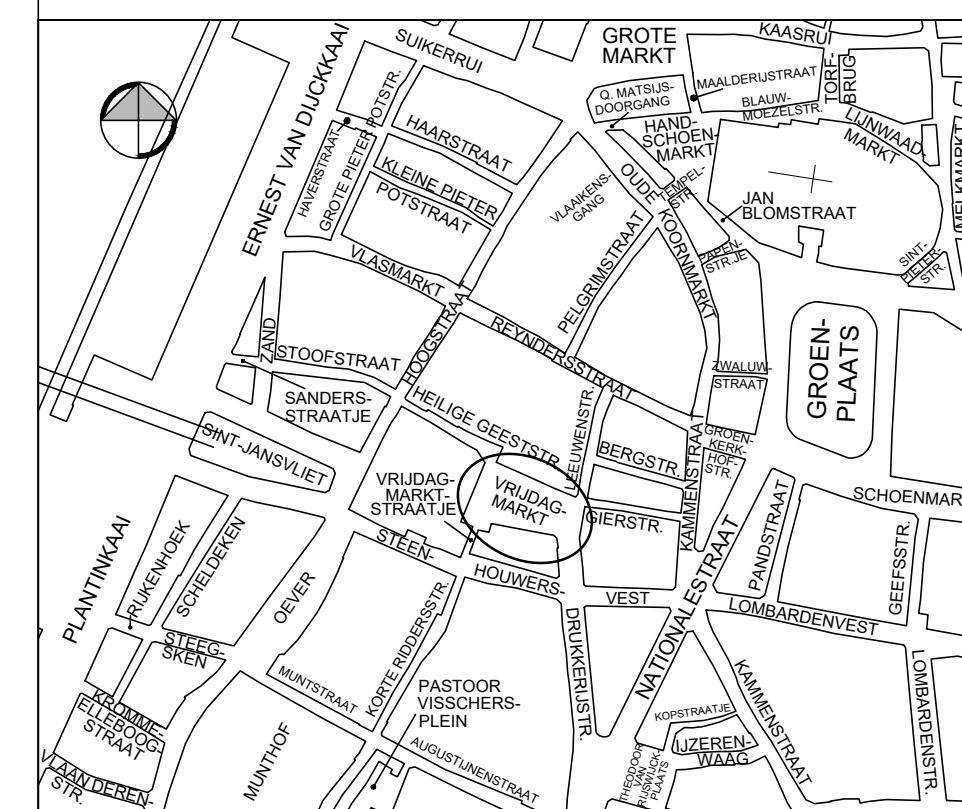 GROTE
MARKT
KAASRUI
SUIKERRUI
ERNEST VAN DIJCKKAAI
POTSTR.
GROTE PIETER
HAVERSTRAAT
HAARSTRAAT
KLEINE PIETER
POTSTRAAT
Q. MATSIJS-
DOORGANG
MAALDERIJSTRAAT
TORF-
BRUG
BLAUW-
MOEZELSTR.
HAND-
SCHOEN-
MARKT
LIJNWAAD-
MARKT
MELKMARKT
OUDE
KOORNMARKT
TEMPEL-
STR.
VLAAIKENS-
GANG
JAN
BLOMSTRAAT
PAPEN-
STR.JE
SINT-
PIETER-
STR.
PELGRIMSTRAAT
VLASMARKT
HOOGSTRAAT
REYNDERSSTRAAT
ZAND
STOOFSTRAAT
SANDERS-
STRAATJE
ZWALUW-
STRAAT
GROEN-
PLAATS
HEILIGE GEESTSTR.
LEEUWENSTR.
BERGSTR.
GROEN-
KERK-
HOF-
STR.
KAMMENSTRAAT
SINT-JANSVLIET
VRIJDAG-
MARKT-
STRAATJE
VRIJDAG-
MARKT
GIERSTR.
SCHOENMAR
PLANTINKAAI
RIJKENHOEK
SCHELDEKEN
OEVER
STEEN-
HOUWERS-
VEST
NATIONALESTRAAT
PANDSTRAAT
GEEFSSTR.
LOMBARDENVEST
LOMBARDENSTR.
STEEG-
SKEN
MUNTSTRAAT
KORTE RIDDERSSTR.
DRUKKERIJSTR.
KAMMENSTRAAT
KOPSTRAATJE
IJZEREN-
WAAG
THEODOOR
VAN
RIJSWIJCK-
PLAATS
PASTOOR
VISSCHERS-
PLEIN
AUGUSTIJNENSTRAAT
MUNTHOF
KROMME-
ELLEBOOG-
STRAAT
VLAAN DEREN-
STR.